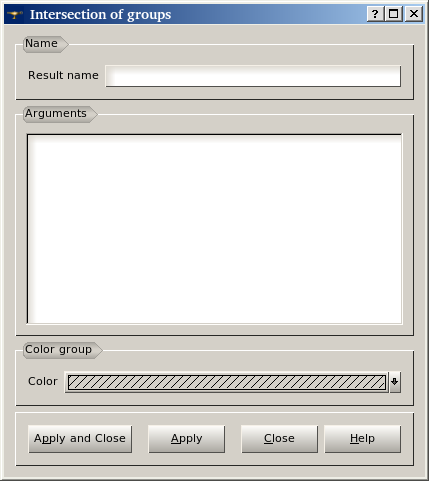 Intersection of groups
Name
Result name
Arguments
Color group
Color
Apply and Close Apply Close Help